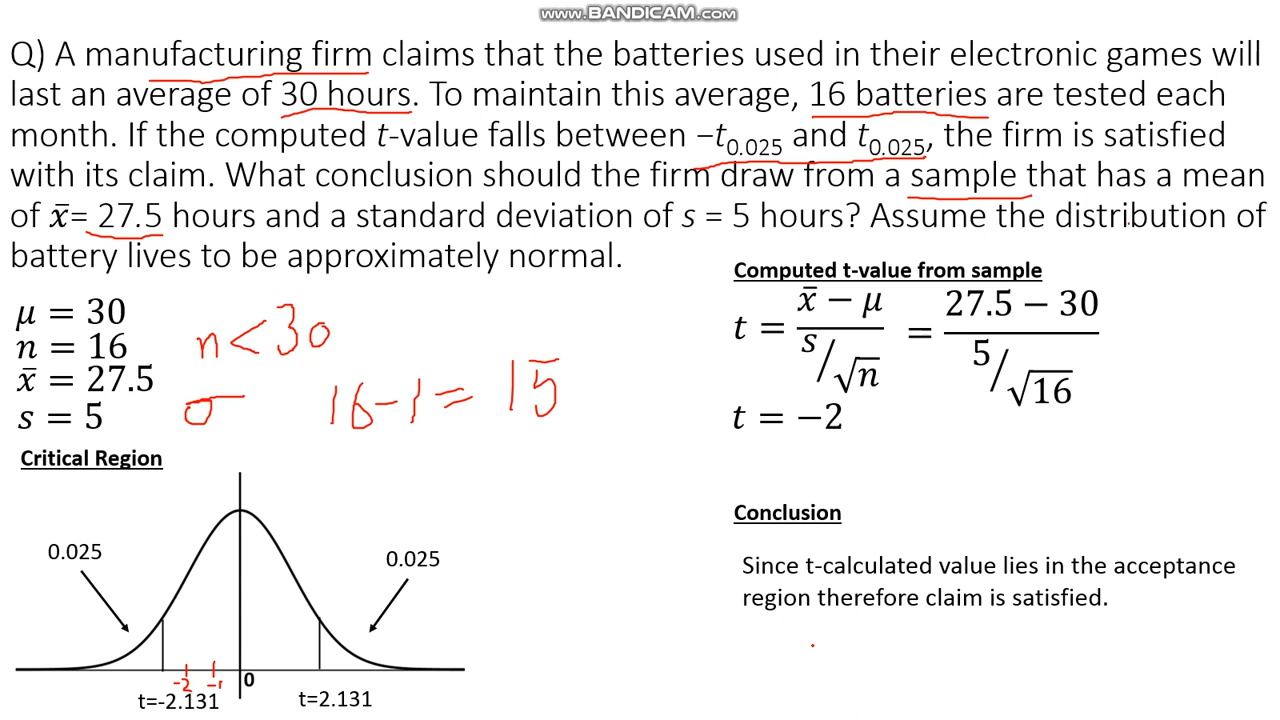 www.BANDICAM.com
Q) A manufacturing firm claims that the batteries used in their electronic games will
last an average of 30 hours. To maintain this average, 16 batteries are tested each
month. If the computed t-value falls between −t₀.₀₂₅ and t₀.₀₂₅, the firm is satisfied
with its claim. What conclusion should the firm draw from a sample that has a mean
of x̄= 27.5 hours and a standard deviation of s = 5 hours? Assume the distribution of
battery lives to be approximately normal.
μ = 30
n = 16
x̄ = 27.5
s = 5
n < 30
σ
16-1 = 15
Computed t-value from sample
t = (x̄ − μ) / (s/√n) = (27.5 − 30) / (5/√16)
t = −2
Critical Region
0.025
0.025
-2 -1 0
t=-2.131 t=2.131
Conclusion
Since t-calculated value lies in the acceptance
region therefore claim is satisfied.